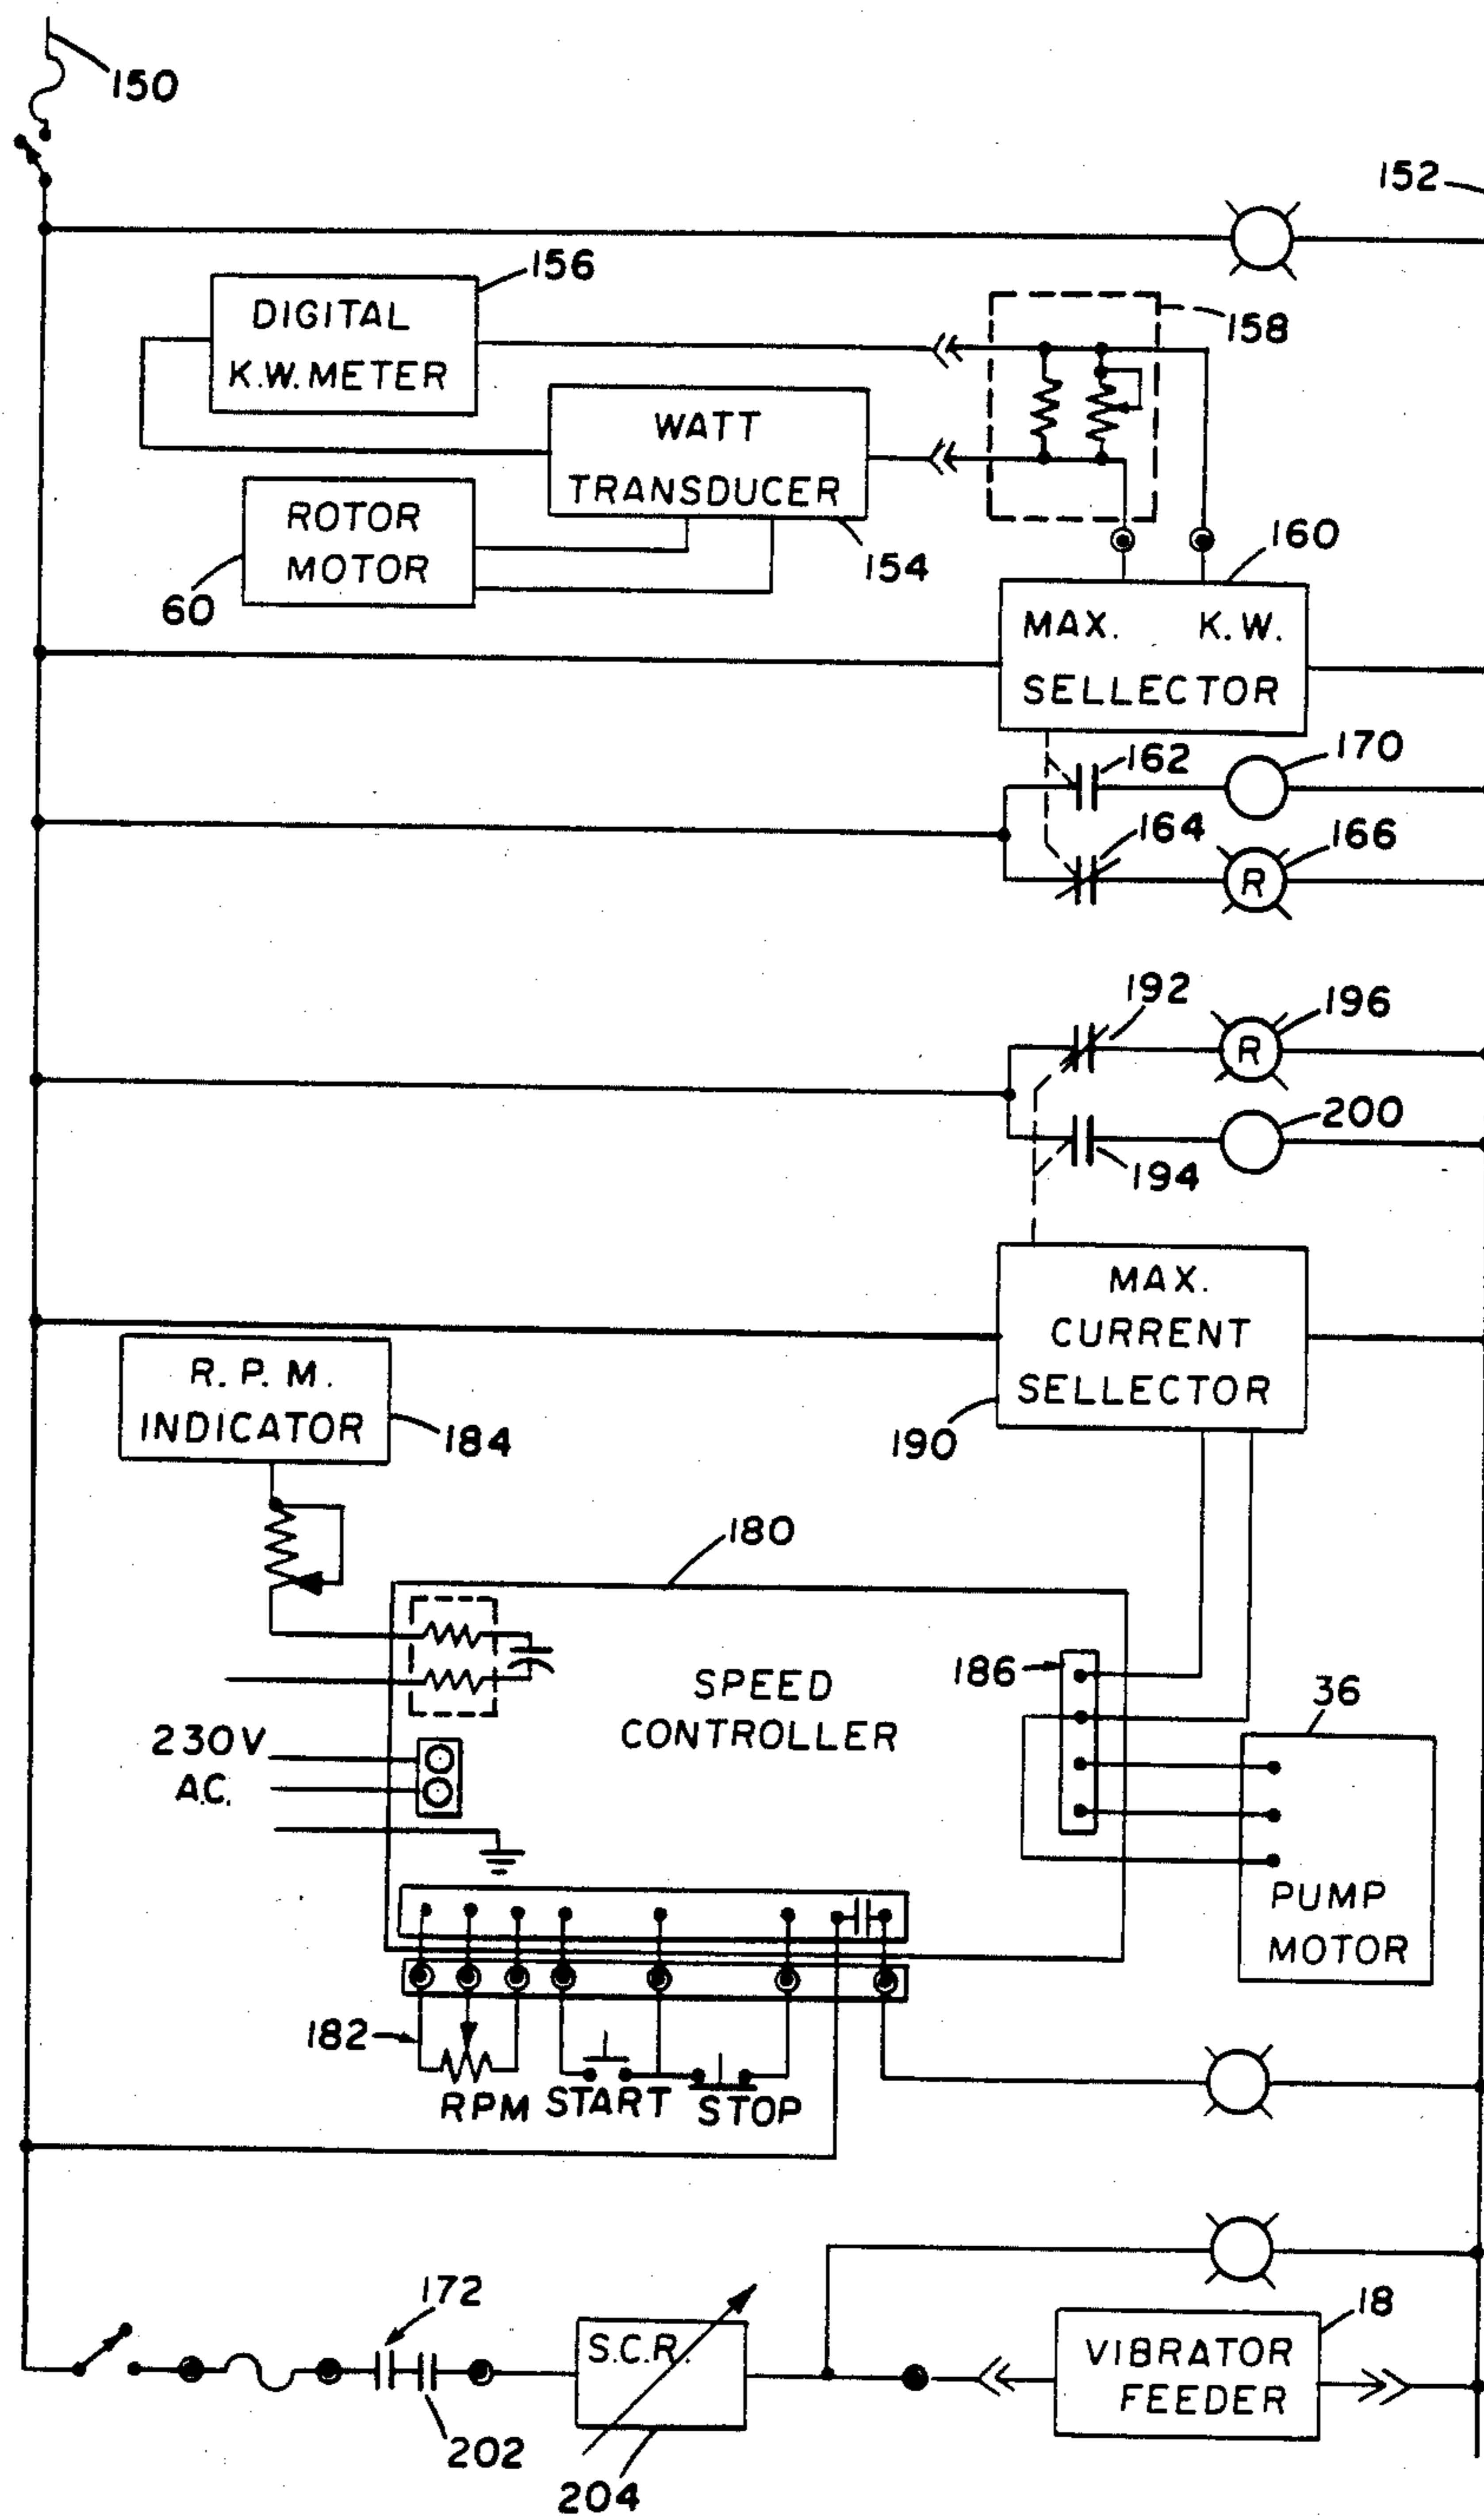 150
152
156
DIGITAL
K.W. METER
158
WATT
TRANSDUCER
154
ROTOR
MOTOR
60
160
MAX. K.W.
SELLECTOR
162
170
164
166
R
192
196
R
200
194
MAX.
CURRENT
SELLECTOR
190
R. P. M.
INDICATOR
184
180
SPEED
CONTROLLER
186
36
230V
A.C.
PUMP
MOTOR
182
RPM START STOP
172
S.C.R.
18
VIBRATOR
FEEDER
202
204